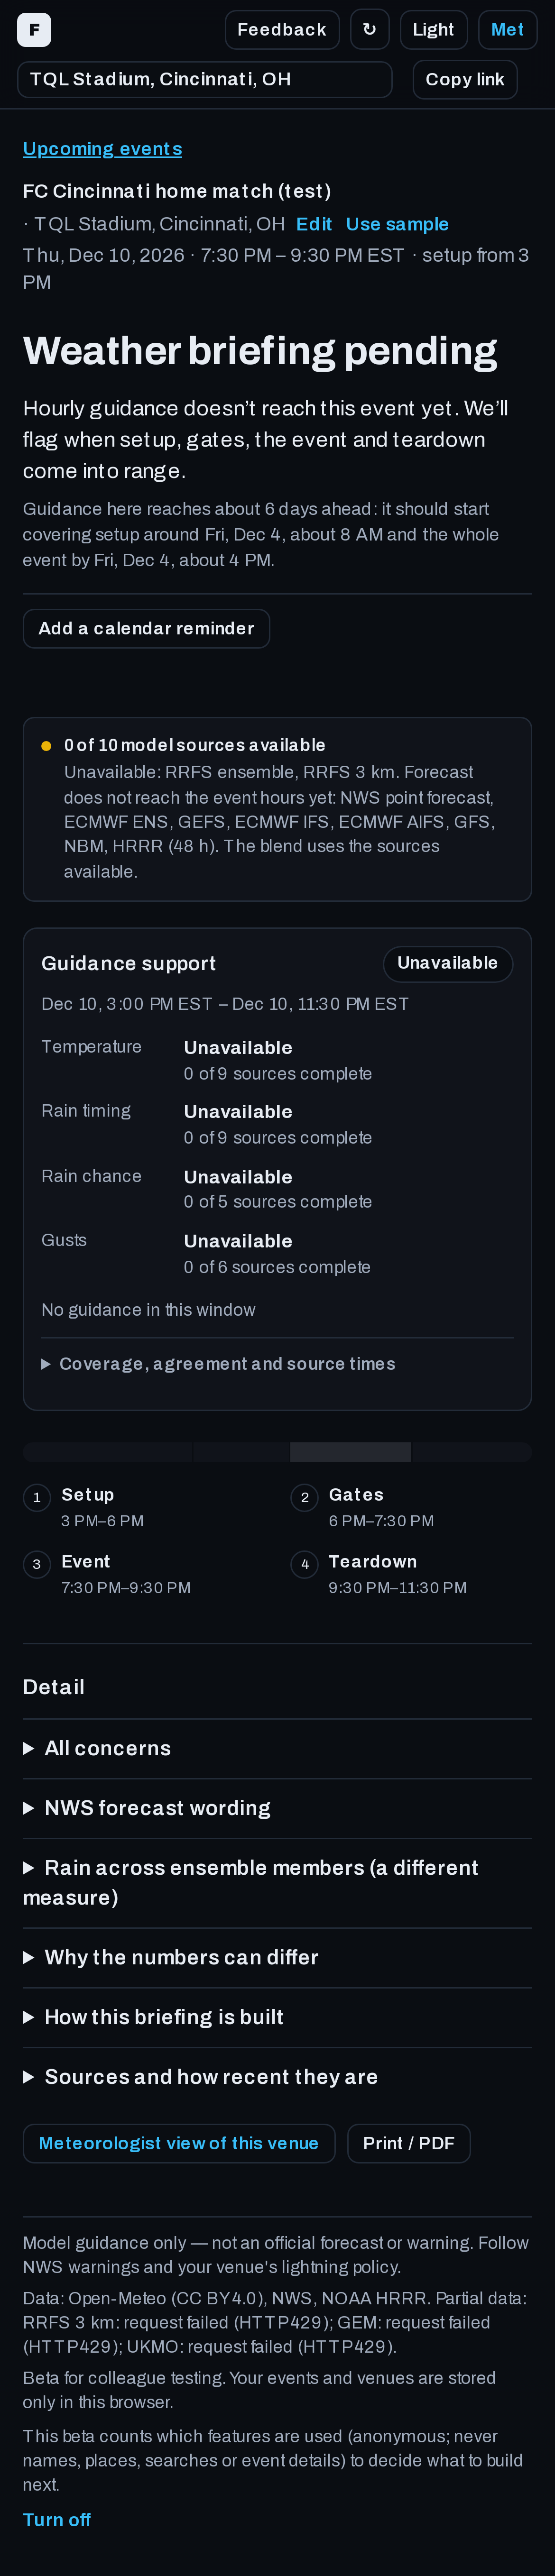 F
Feedback
↻
Light
Met
TQL Stadium, Cincinnati, OH
Copy link
Upcoming events
FC Cincinnati home match (test)
· TQL Stadium, Cincinnati, OH Edit Use sample
Thu, Dec 10, 2026 · 7:30 PM – 9:30 PM EST · setup from 3
PM
Weather briefing pending
Hourly guidance doesn’t reach this event yet. We’ll
flag when setup, gates, the event and teardown
come into range.
Guidance here reaches about 6 days ahead: it should start
covering setup around Fri, Dec 4, about 8 AM and the whole
event by Fri, Dec 4, about 4 PM.
Add a calendar reminder
0 of 10 model sources available
Unavailable: RRFS ensemble, RRFS 3 km. Forecast
does not reach the event hours yet: NWS point forecast,
ECMWF ENS, GEFS, ECMWF IFS, ECMWF AIFS, GFS,
NBM, HRRR (48 h). The blend uses the sources
available.
Guidance support
Unavailable
Dec 10, 3:00 PM EST – Dec 10, 11:30 PM EST
Temperature
Unavailable
0 of 9 sources complete
Rain timing
Unavailable
0 of 9 sources complete
Rain chance
Unavailable
0 of 5 sources complete
Gusts
Unavailable
0 of 6 sources complete
No guidance in this window
▶ Coverage, agreement and source times
1 Setup
3 PM–6 PM
2 Gates
6 PM–7:30 PM
3 Event
7:30 PM–9:30 PM
4 Teardown
9:30 PM–11:30 PM
Detail
▶ All concerns
▶ NWS forecast wording
▶ Rain across ensemble members (a different
measure)
▶ Why the numbers can differ
▶ How this briefing is built
▶ Sources and how recent they are
Meteorologist view of this venue
Print / PDF
Model guidance only — not an official forecast or warning. Follow
NWS warnings and your venue's lightning policy.
Data: Open-Meteo (CC BY 4.0), NWS, NOAA HRRR. Partial data:
RRFS 3 km: request failed (HTTP 429); GEM: request failed
(HTTP 429); UKMO: request failed (HTTP 429).
Beta for colleague testing. Your events and venues are stored
only in this browser.
This beta counts which features are used (anonymous; never
names, places, searches or event details) to decide what to build
next.
Turn off